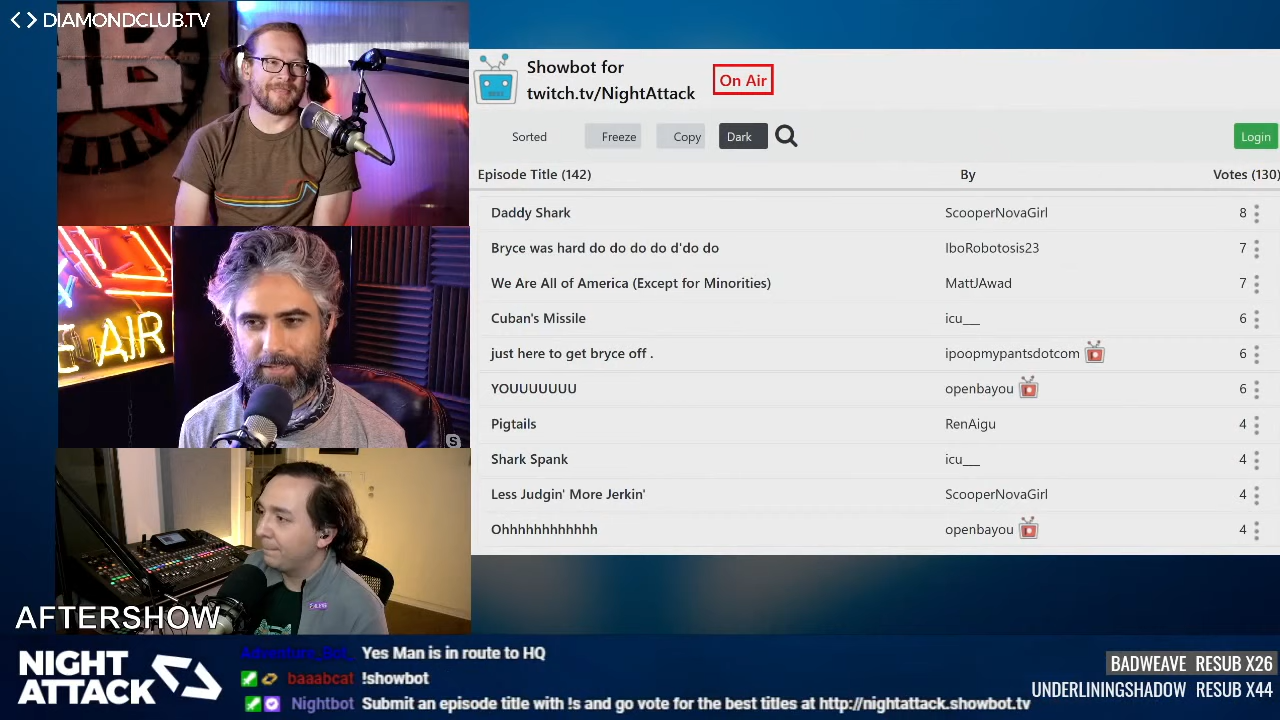 DIAMONDCLUB.TV
Showbot for
twitch.tv/NightAttack
On Air
Sorted
Freeze
Copy
Dark
Login
Episode Title (142) By Votes (130)
Daddy Shark ScooperNovaGirl 8
Bryce was hard do do do do d'do do IboRobotosis23 7
We Are All of America (Except for Minorities) MattJAwad 7
Cuban's Missile icu__ 6
just here to get bryce off . ipoopmypantsdotcom 6
YOUUUUUUU openbayou 6
Pigtails RenAigu 4
Shark Spank icu__ 4
Less Judgin' More Jerkin' ScooperNovaGirl 4
Ohhhhhhhhhhhh openbayou 4
AIR
S
AFTERSHOW
NIGHT
ATTACK
Yes Man is in route to HQ
baaabcat !showbot
Nightbot Submit an episode title with !s and go vote for the best titles at http://nightattack.showbot.tv
BADWEAVE RESUB X26
UNDERLININGSHADOW RESUB X44